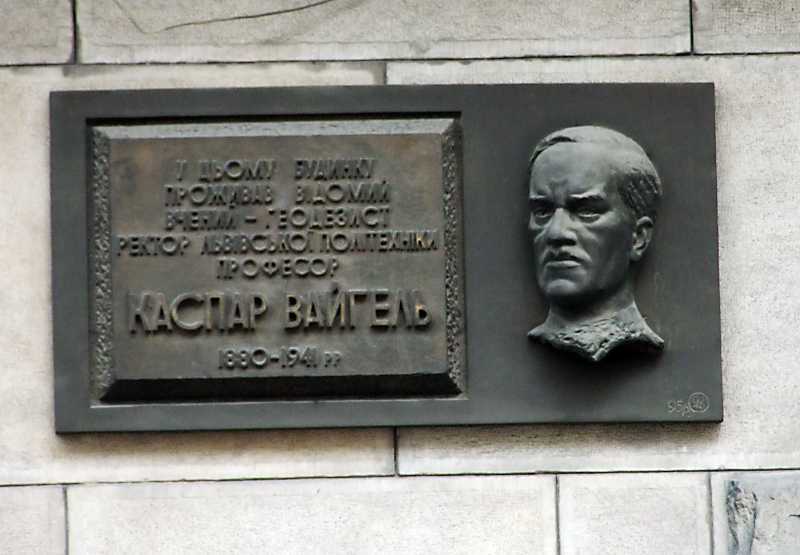 У ЦЬОМУ БУДИНКУ
ПРОЖИВАВ ВІДОМИЙ
ВЧЕНИЙ - ГЕОДЕЗИСТ
РЕКТОР ЛЬВІВСЬКОЇ ПОЛІТЕХНІКИ
ПРОФЕСОР
КАСПАР ВАЙГЕЛЬ
1880-1941 РР